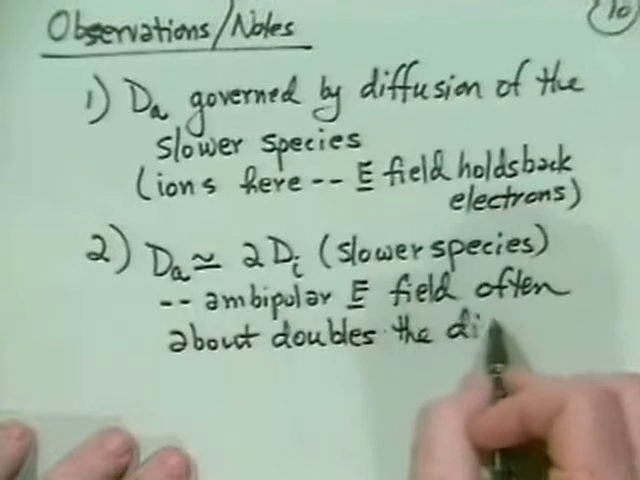 10
Observations/Notes
1) Da governed by diffusion of the
slower species
(ions here -- E field holds back
electrons)
2) Da ≃ 2Di (slower species)
-- ambipolar E field often
about doubles the di